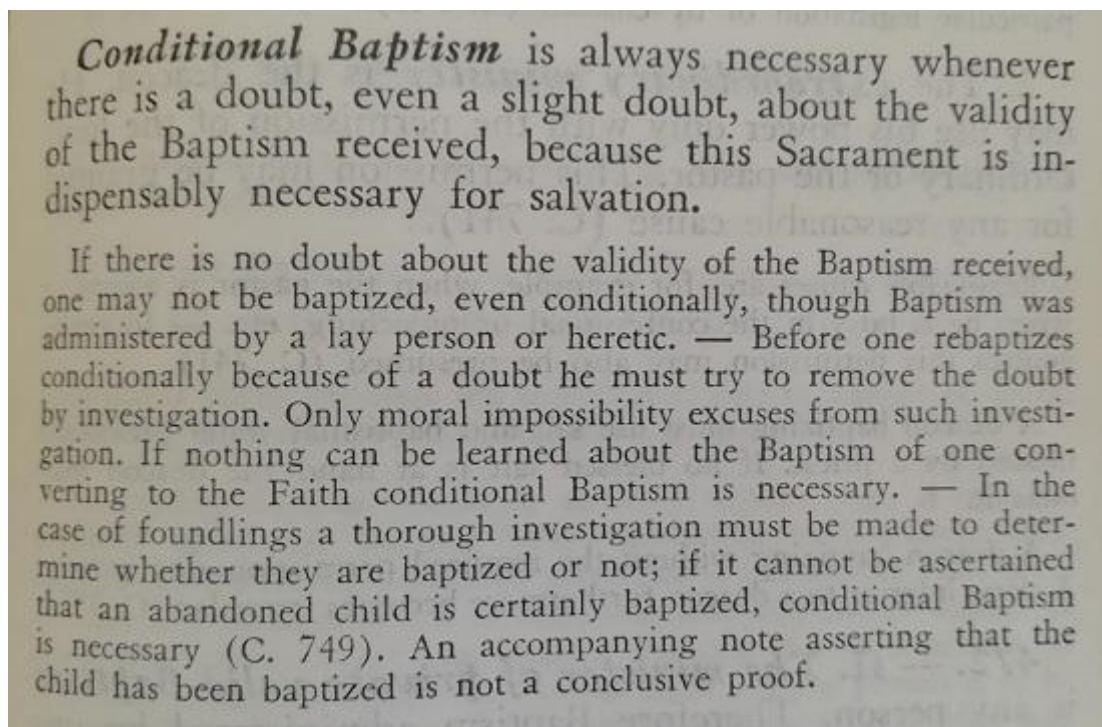 Conditional Baptism is always necessary whenever
there is a doubt, even a slight doubt, about the validity
of the Baptism received, because this Sacrament is in-
dispensably necessary for salvation.
If there is no doubt about the validity of the Baptism received,
one may not be baptized, even conditionally, though Baptism was
administered by a lay person or heretic. — Before one rebaptizes
conditionally because of a doubt he must try to remove the doubt
by investigation. Only moral impossibility excuses from such investi-
gation. If nothing can be learned about the Baptism of one con-
verting to the Faith conditional Baptism is necessary. — In the
case of foundlings a thorough investigation must be made to deter-
mine whether they are baptized or not; if it cannot be ascertained
that an abandoned child is certainly baptized, conditional Baptism
is necessary (C. 749). An accompanying note asserting that the
child has been baptized is not a conclusive proof.